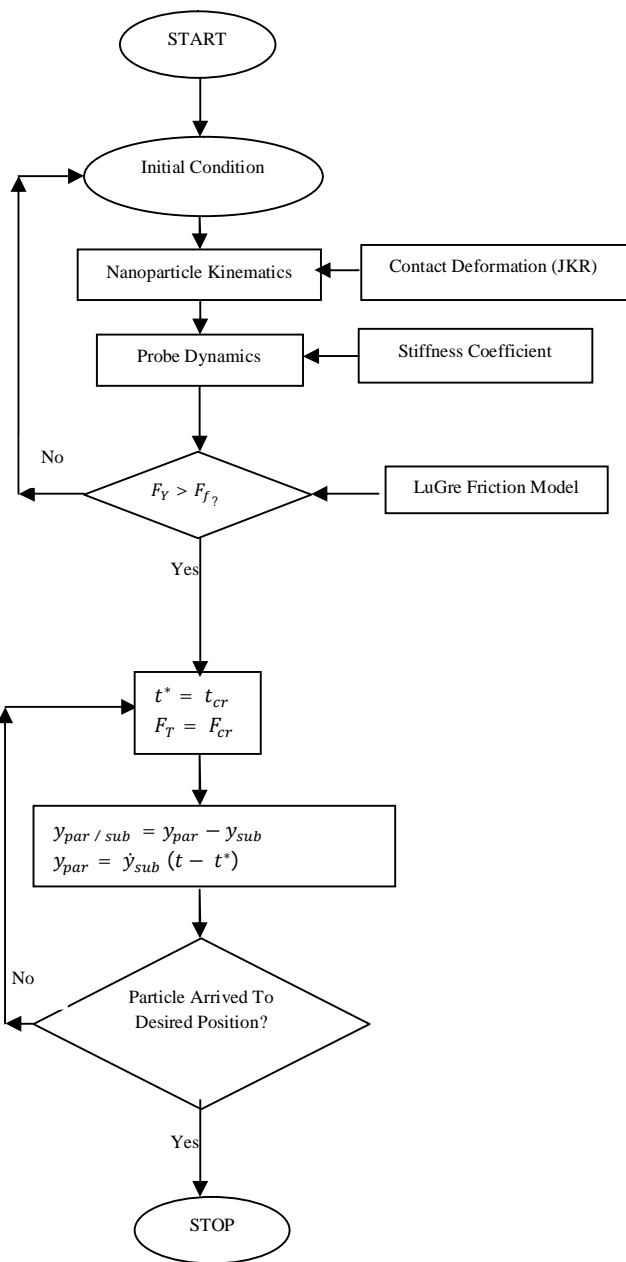 START
Initial Condition
Nanoparticle Kinematics
Contact Deformation (JKR)
Probe Dynamics
Stiffness Coefficient
No
F_Y > F_f ?
LuGre Friction Model
Yes
t* = t_cr
F_T = F_cr
y_par / sub = y_par − y_sub
y_par = ẏ_sub (t − t*)
No
Particle Arrived To
Desired Position?
Yes
STOP